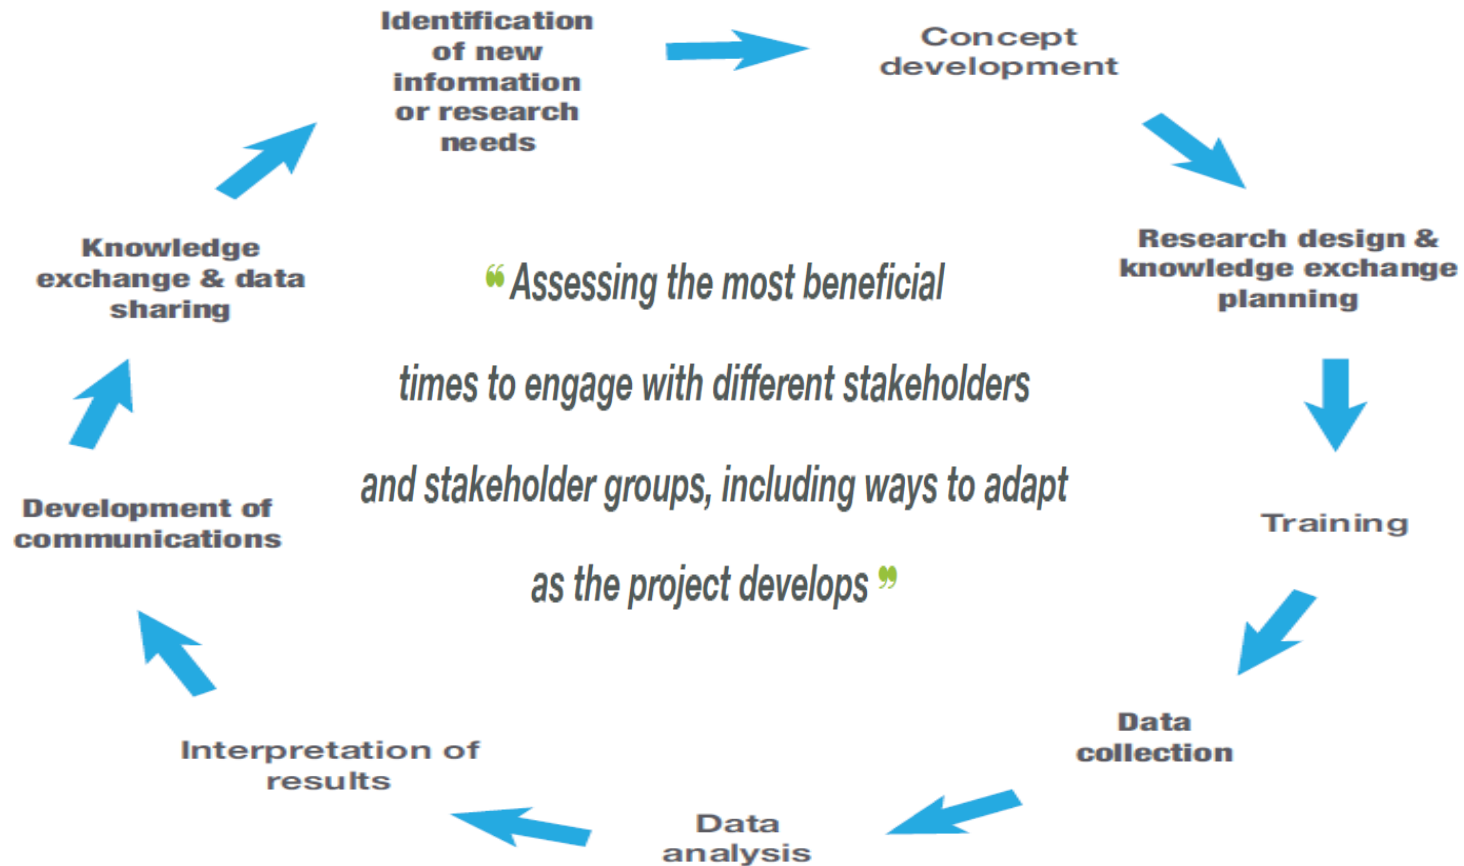 Identification
of new
information
or research
needs
Concept
development
Research design &
knowledge exchange
planning
Training
Data
collection
Data
analysis
Interpretation of
results
Development of
communications
Knowledge
exchange & data
sharing
❝ Assessing the most beneficial
times to engage with different stakeholders
and stakeholder groups, including ways to adapt
as the project develops ❞